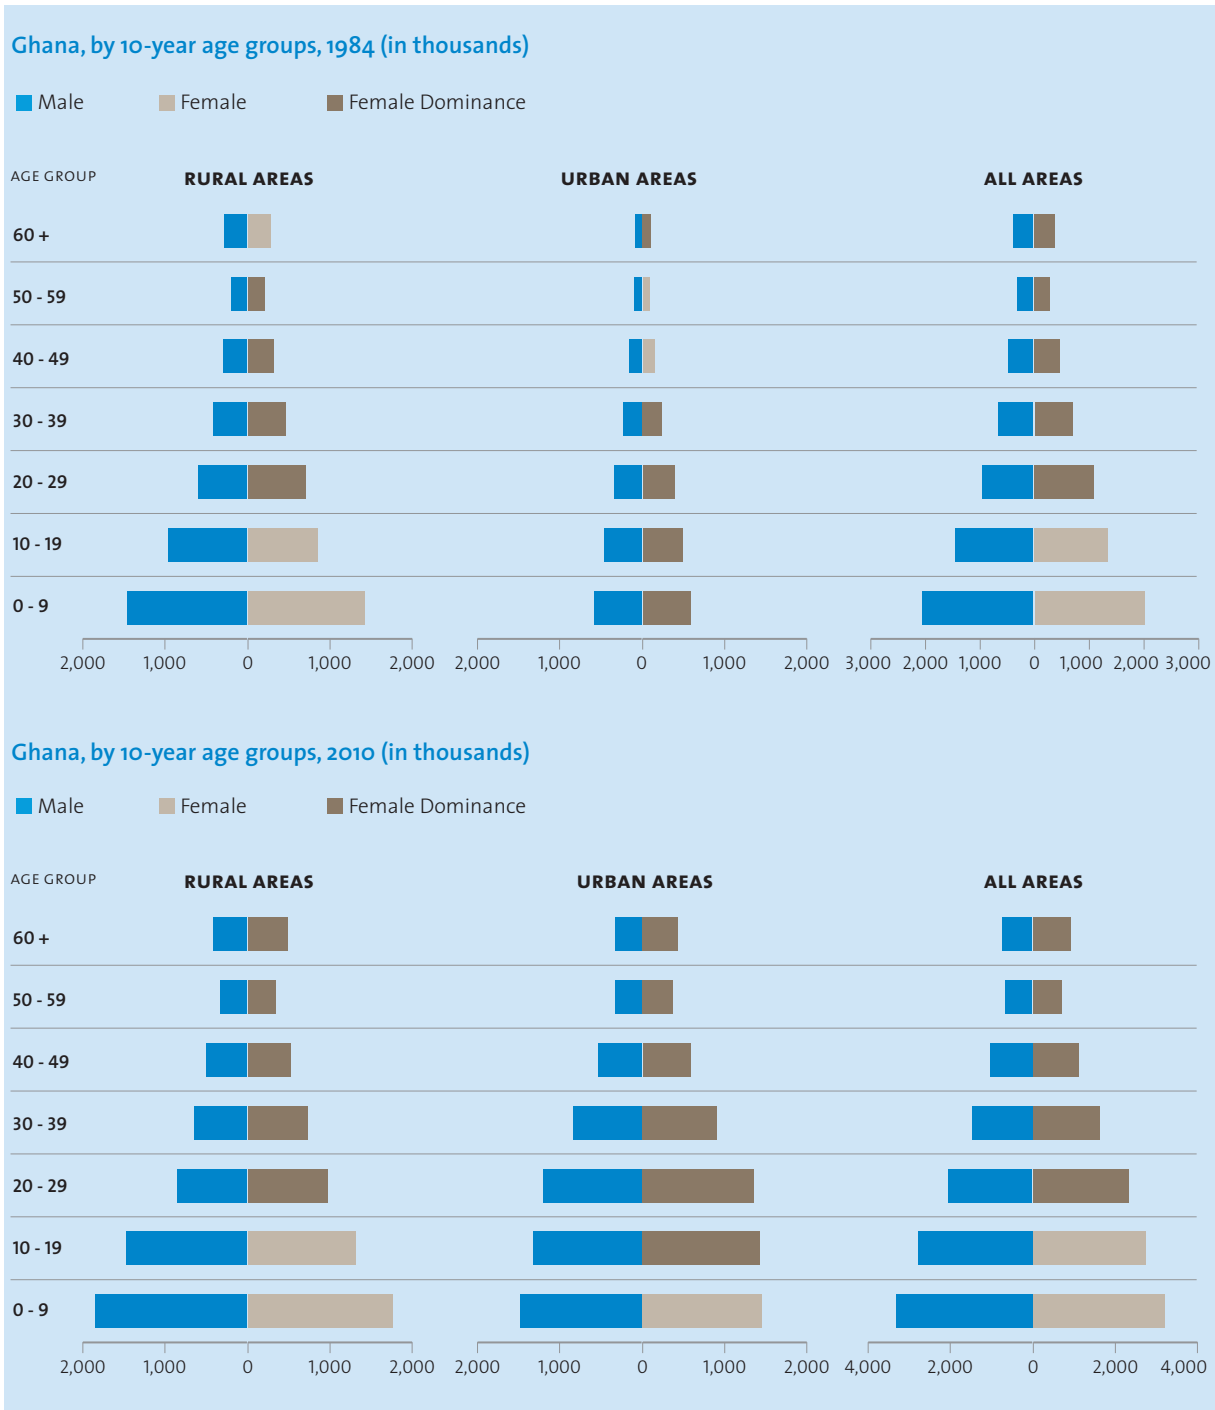 Ghana, by 10-year age groups, 1984 (in thousands)
Male Female Female Dominance
AGE GROUP RURAL AREAS URBAN AREAS ALL AREAS
60 +
50 - 59
40 - 49
30 - 39
20 - 29
10 - 19
0 - 9
2,000 1,000 0 1,000 2,000 2,000 1,000 0 1,000 2,000 3,000 2,000 1,000 0 1,000 2,000 3,000
Ghana, by 10-year age groups, 2010 (in thousands)
Male Female Female Dominance
AGE GROUP RURAL AREAS URBAN AREAS ALL AREAS
60 +
50 - 59
40 - 49
30 - 39
20 - 29
10 - 19
0 - 9
2,000 1,000 0 1,000 2,000 2,000 1,000 0 1,000 2,000 4,000 2,000 0 2,000 4,000